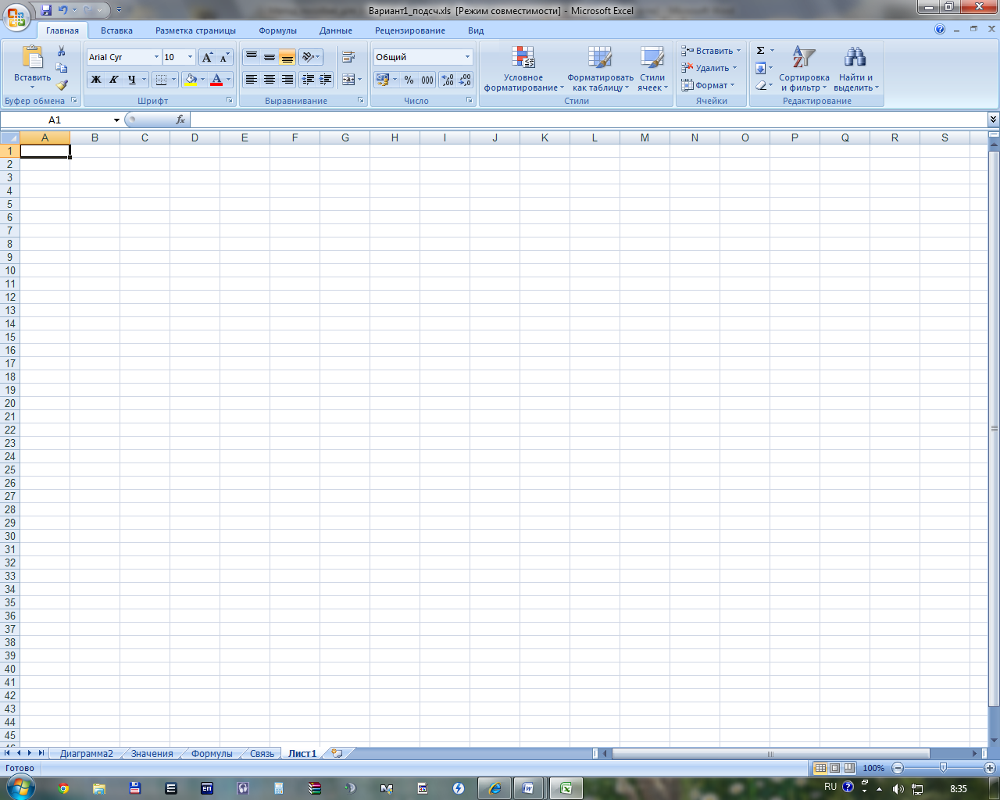 Вариант1_подсч.xls [Режим совместимости] - Microsoft Excel
Главная Вставка Разметка страницы Формулы Данные Рецензирование Вид
Вставить
Буфер обмена
Arial Cyr 10
Ж К Ч А
Шрифт
Выравнивание
Общий
% 000
Число
Условное форматирование
Форматировать как таблицу
Стили ячеек
Стили
Вставить
Удалить
Формат
Ячейки
Σ
Сортировка и фильтр
Найти и выделить
Редактирование
A1 fx
A B C D E F G H I J K L M N O P Q R S
1
2
3
4
5
6
7
8
9
10
11
12
13
14
15
16
17
18
19
20
21
22
23
24
25
26
27
28
29
30
31
32
33
34
35
36
37
38
39
40
41
42
43
44
45
Диаграмма2 Значения Формулы Связь Лист1
Готово 100%
RU 8:35